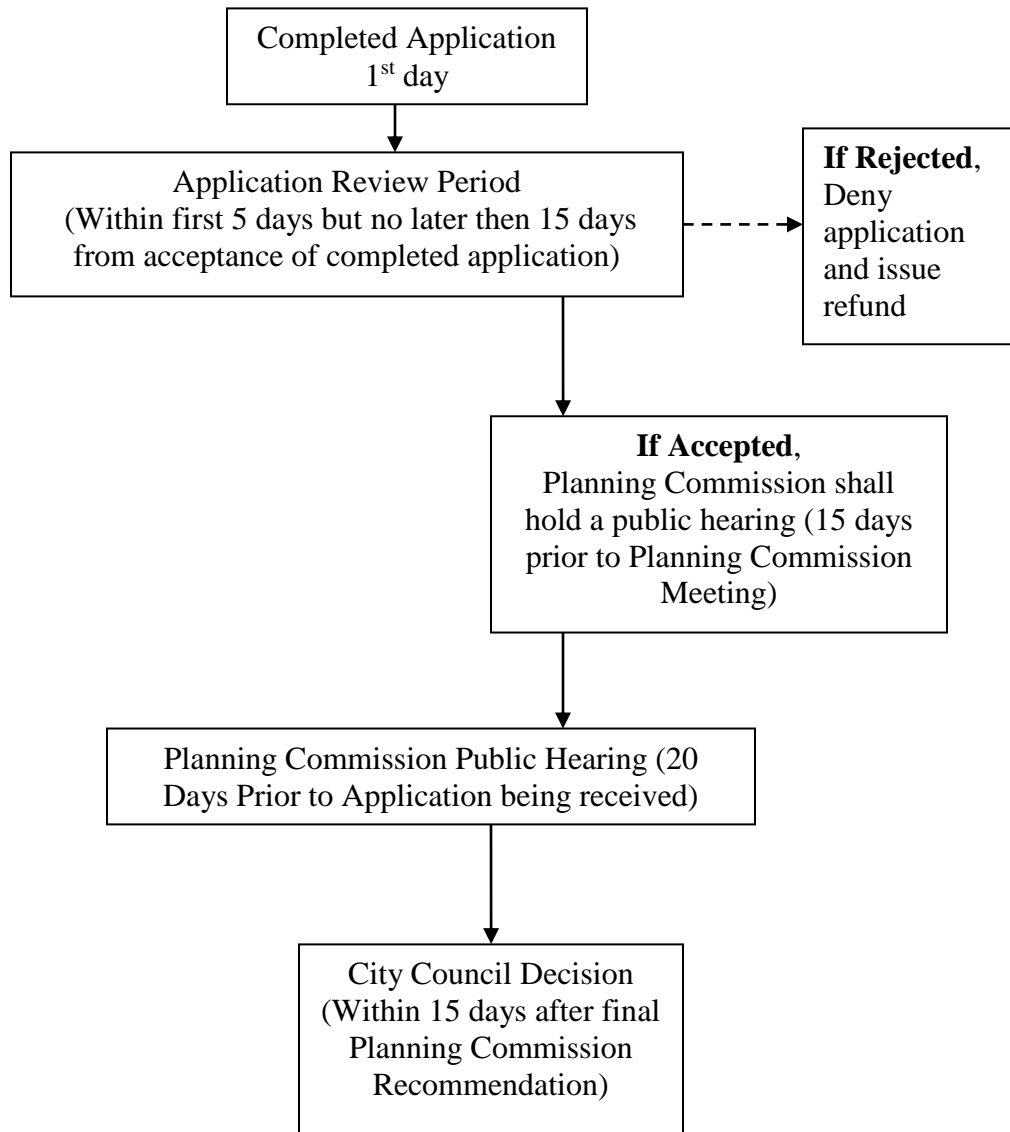 Completed Application
1st day
Application Review Period
(Within first 5 days but no later then 15 days
from acceptance of completed application)
If Rejected,
Deny
application
and issue
refund
If Accepted,
Planning Commission shall
hold a public hearing (15 days
prior to Planning Commission
Meeting)
Planning Commission Public Hearing (20
Days Prior to Application being received)
City Council Decision
(Within 15 days after final
Planning Commission
Recommendation)